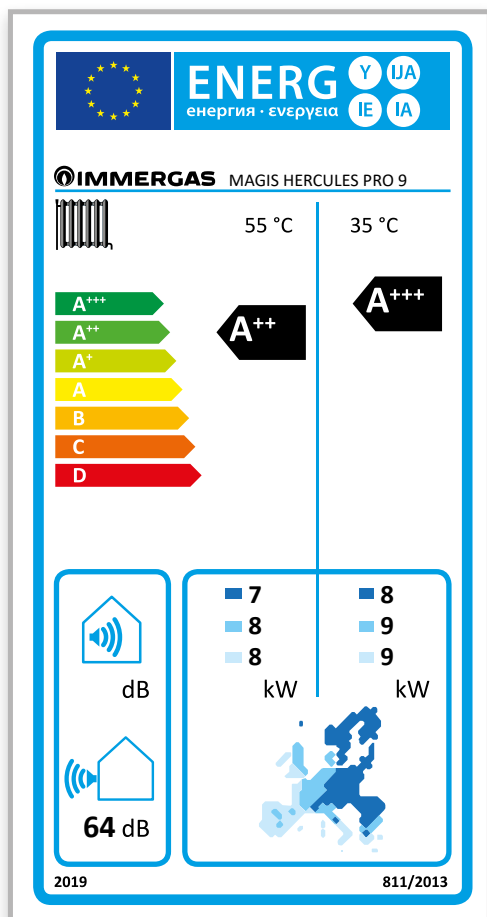 ENERG Y IJA
енергия · ενεργεια IE IA
IMMERGAS MAGIS HERCULES PRO 9
55 °C 35 °C
A+++
A++
A+
A
B
C
D
A++
A+++
7 8
8 9
8 9
kW kW
dB
64 dB
2019 811/2013